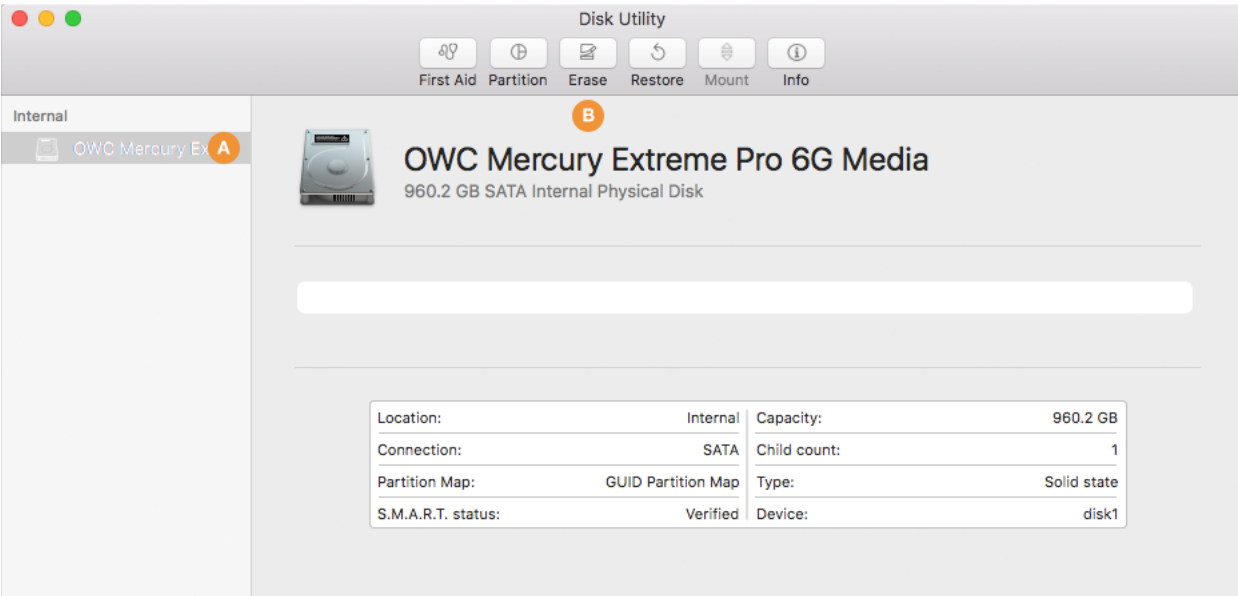 Disk Utility
First Aid Partition Erase Restore Mount Info
Internal
B
OWC Mercury Ex A
OWC Mercury Extreme Pro 6G Media
960.2 GB SATA Internal Physical Disk
Location: Internal Capacity: 960.2 GB
Connection: SATA Child count: 1
Partition Map: GUID Partition Map Type: Solid state
S.M.A.R.T. status: Verified Device: disk1